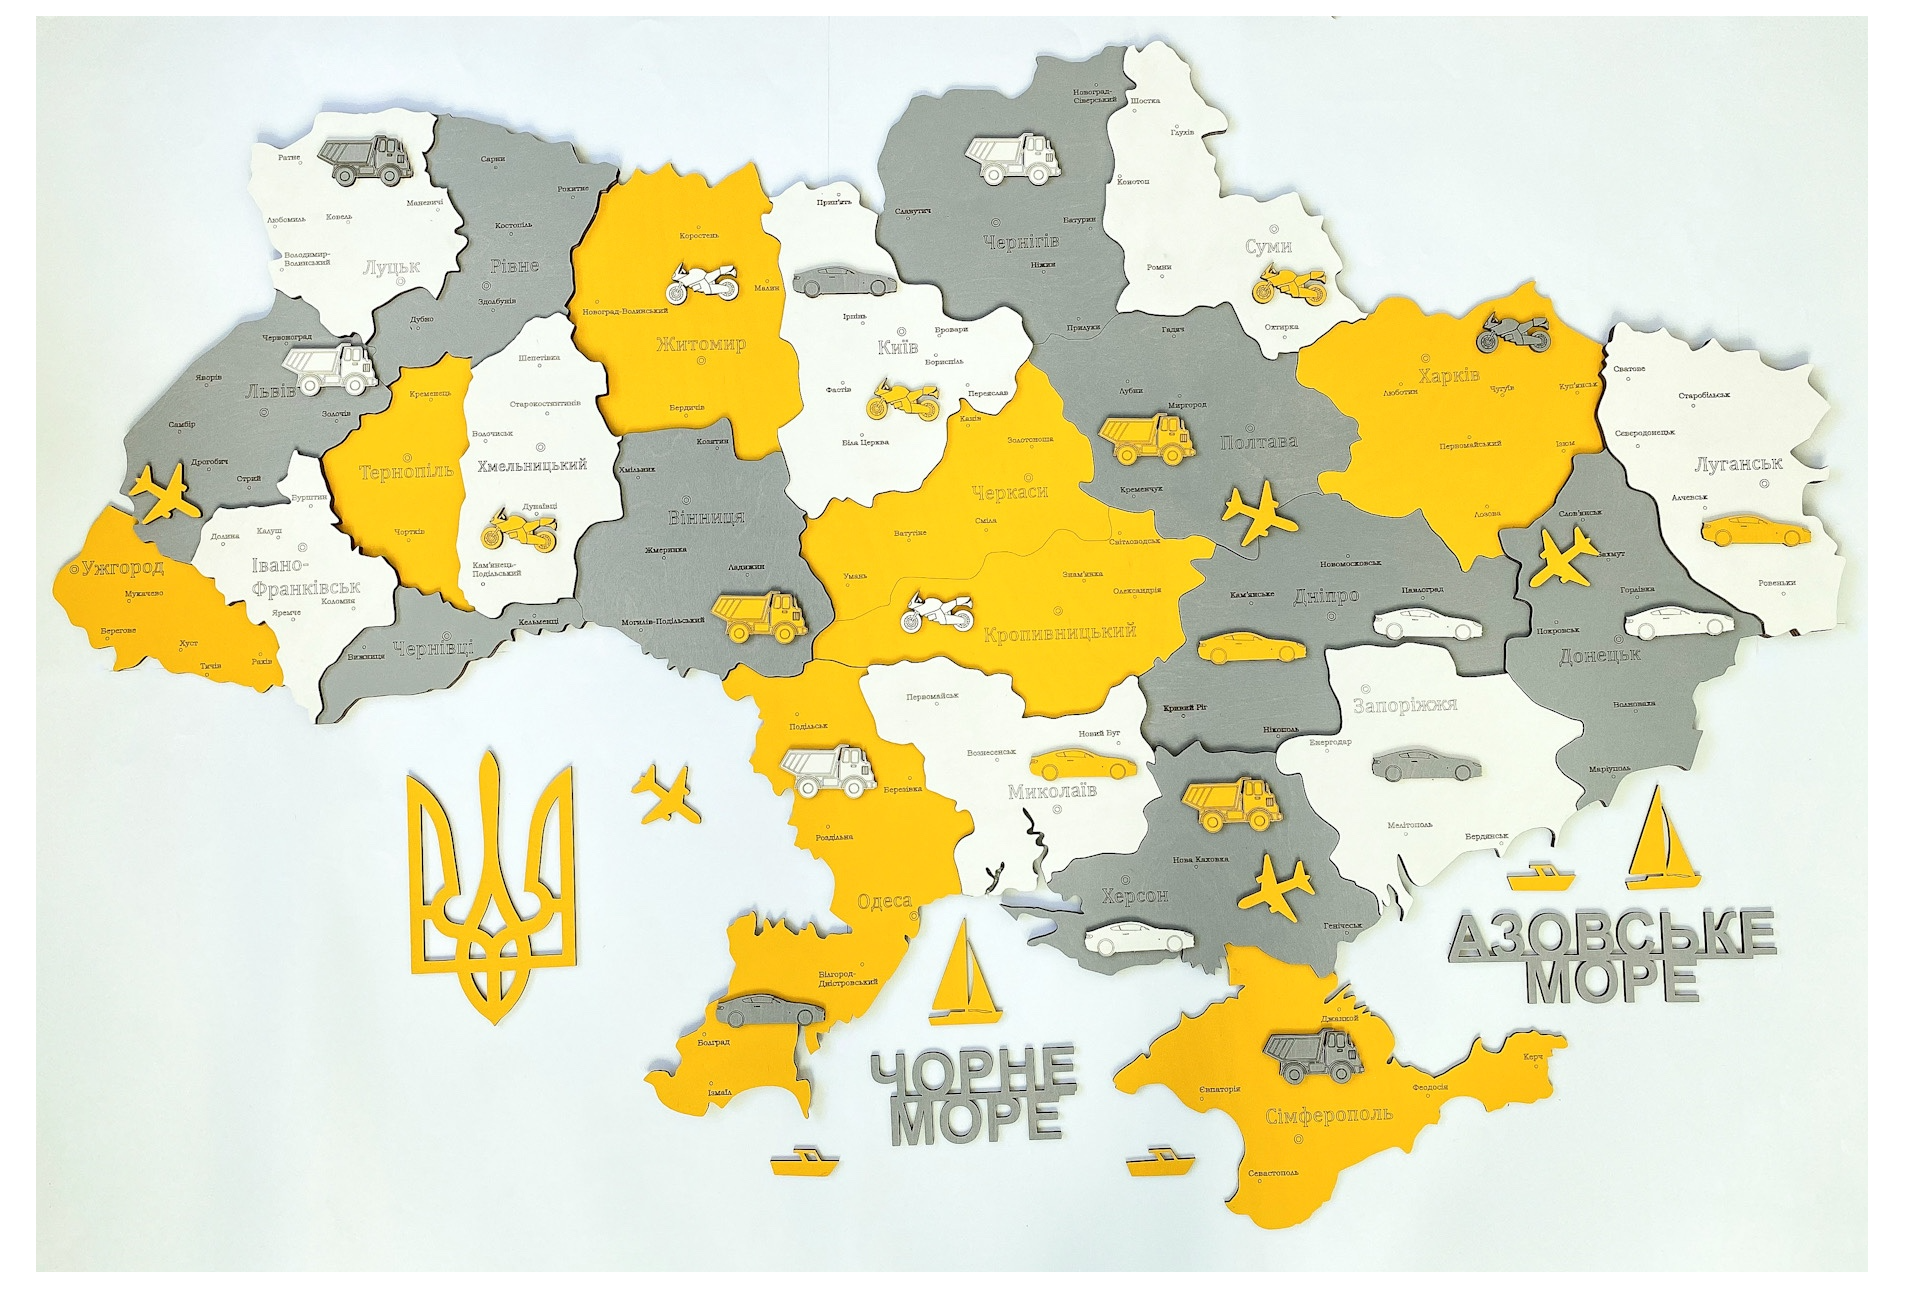 Новоград-
Сіверський
Шостка
Глухів
Ратне
Сарни
Рокитне
Конотоп
Маневичі
Любомиль
Ковель
Костопіль
Прип'ять
Славутич
Батурин
Коростень
Чернігів
Суми
Володимир-
Волинський
Луцьк
Рівне
Ніжин
Ромни
Малин
Здолбунів
Новоград-Волинський
Дубно
Ірпінь
Бровари
Прилуки
Гадяч
Охтирка
Червоноград
Житомир
Київ
Шепетівка
Бориспіль
Яворів
Львів
Кременець
Фастів
Переяслав
Лубни
Харків
Люботин
Чугуїв
Куп'янськ
Сватове
Старобільськ
Золочів
Старокостянтинів
Бердичів
Миргород
Самбір
Волочиськ
Козятин
Біла Церква
Канів
Золотоноша
Полтава
Первомайський
Ізюм
Сєвєродонецьк
Дрогобич
Тернопіль
Хмельницький
Хмільник
Луганськ
Стрий
Бурштин
Черкаси
Кременчук
Алчевськ
Дунаївці
Вінниця
Сміла
Лозова
Слов'янськ
Долина
Калуш
Чортків
Ватутіне
Світловодськ
Бахмут
Жмеринка
Івано-
Франківськ
Ужгород
Кам'янець-
Подільський
Ладижин
Умань
Знам'янка
Новомосковськ
Мукачево
Коломия
Яремче
Олександрія
Кам'янське
Дніпро
Павлоград
Горлівка
Ровеньки
Берегове
Кельменці
Могилів-Подільський
Кропивницький
Покровськ
Хуст
Тячів
Рахів
Вижниця
Чернівці
Донецьк
Первомайськ
Кривий Ріг
Запоріжжя
Волноваха
Подільськ
Новий Буг
Нікополь
Енергодар
Вознесенськ
Маріуполь
Березівка
Миколаїв
Роздільна
Мелітополь
Бердянськ
Нова Каховка
Одеса
Херсон
Генічеськ
АЗОВСЬКЕ
МОРЕ
Білгород-
Дністровський
Джанкой
Болград
ЧОРНЕ
МОРЕ
Керч
Ізмаїл
Євпаторія
Феодосія
Сімферополь
Севастополь